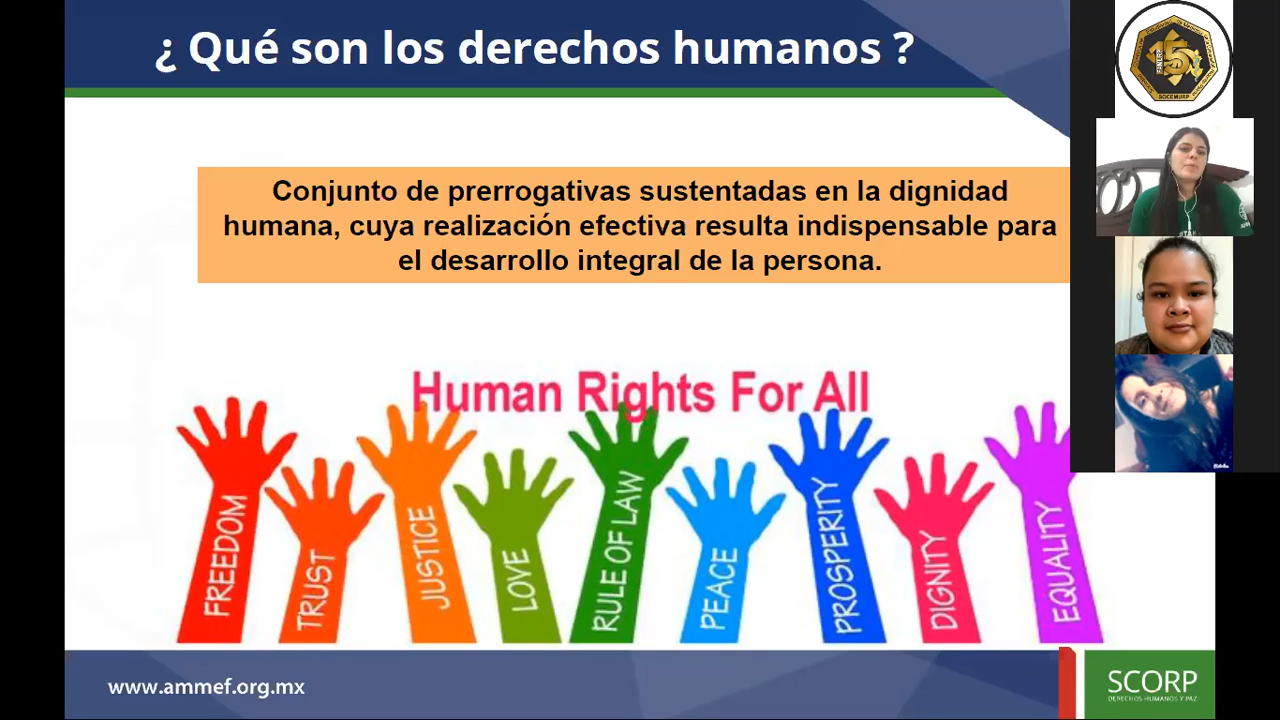 ¿ Qué son los derechos humanos ?
Conjunto de prerrogativas sustentadas en la dignidad
humana, cuya realización efectiva resulta indispensable para
el desarrollo integral de la persona.
Human Rights For All
FREEDOM
TRUST
JUSTICE
LOVE
RULE OF LAW
PEACE
PROSPERITY
DIGNITY
EQUALITY
www.ammef.org.mx
SCORP
DERECHOS HUMANOS Y PAZ
15
SOCEMURP